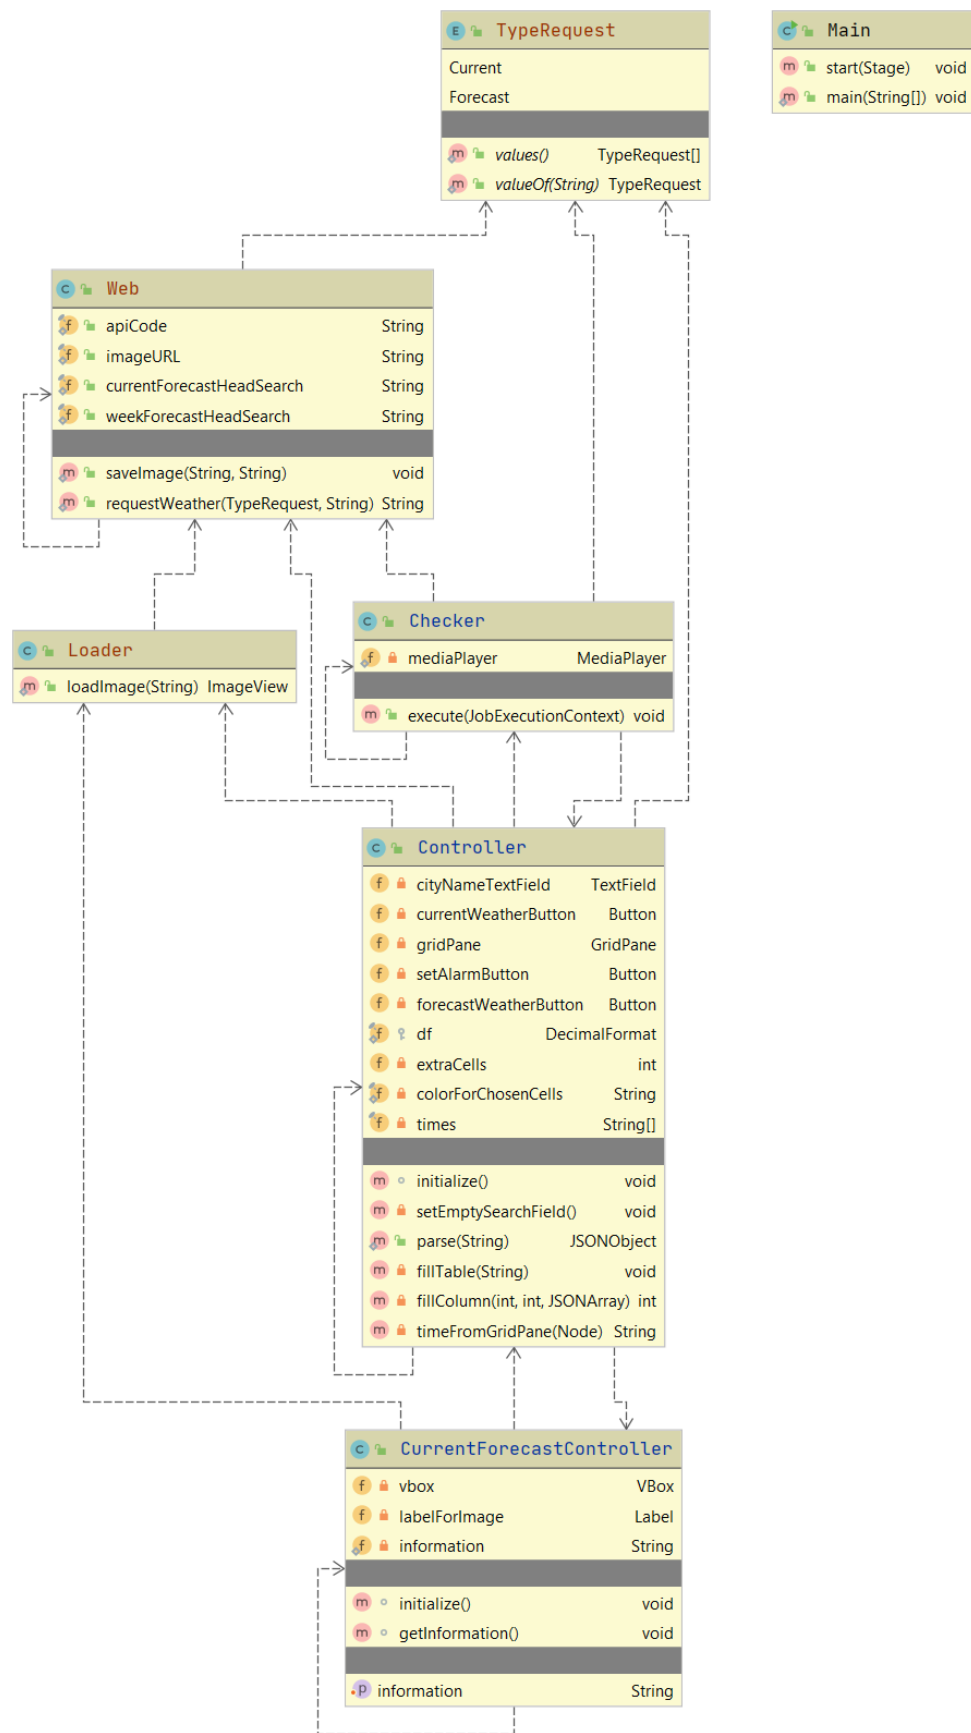 TypeRequest
Current
Forecast
values() TypeRequest[]
valueOf(String) TypeRequest
Main
start(Stage) void
main(String[]) void
Web
apiCode String
imageURL String
currentForecastHeadSearch String
weekForecastHeadSearch String
saveImage(String, String) void
requestWeather(TypeRequest, String) String
Loader
loadImage(String) ImageView
Checker
mediaPlayer MediaPlayer
execute(JobExecutionContext) void
Controller
cityNameTextField TextField
currentWeatherButton Button
gridPane GridPane
setAlarmButton Button
forecastWeatherButton Button
df DecimalFormat
extraCells int
colorForChosenCells String
times String[]
initialize() void
setEmptySearchField() void
parse(String) JSONObject
fillTable(String) void
fillColumn(int, int, JSONArray) int
timeFromGridPane(Node) String
CurrentForecastController
vbox VBox
labelForImage Label
information String
initialize() void
getInformation() void
information String